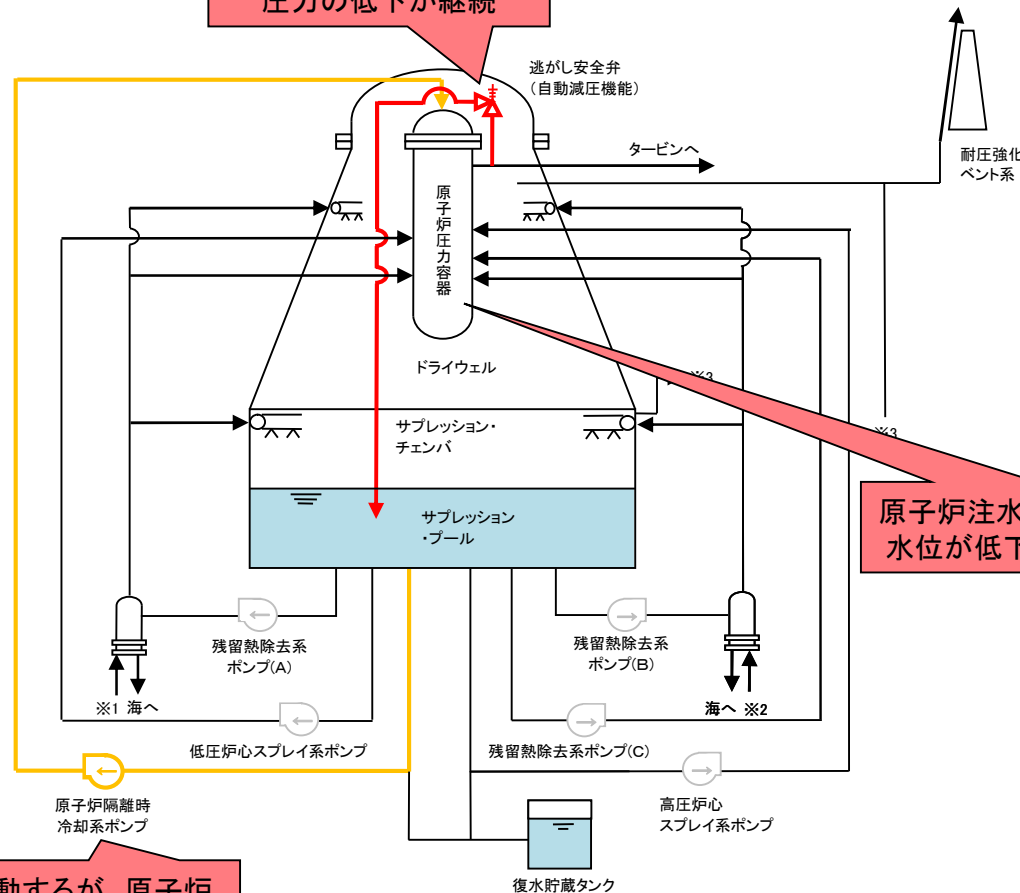 圧力の低下が継続
逃がし安全弁
(自動減圧機能)
タービンへ
耐圧強化
ベント系
原子炉圧力容器
ドライウェル
※3
サプレッション・
チェンバ
※3
サプレッション
・プール
原子炉注水
水位が低下
残留熱除去系
ポンプ(A)
残留熱除去系
ポンプ(B)
※1 海へ
海へ ※2
低圧炉心スプレイ系ポンプ
残留熱除去系ポンプ(C)
原子炉隔離時
冷却系ポンプ
高圧炉心
スプレイ系ポンプ
動するが、原子炉
復水貯蔵タンク